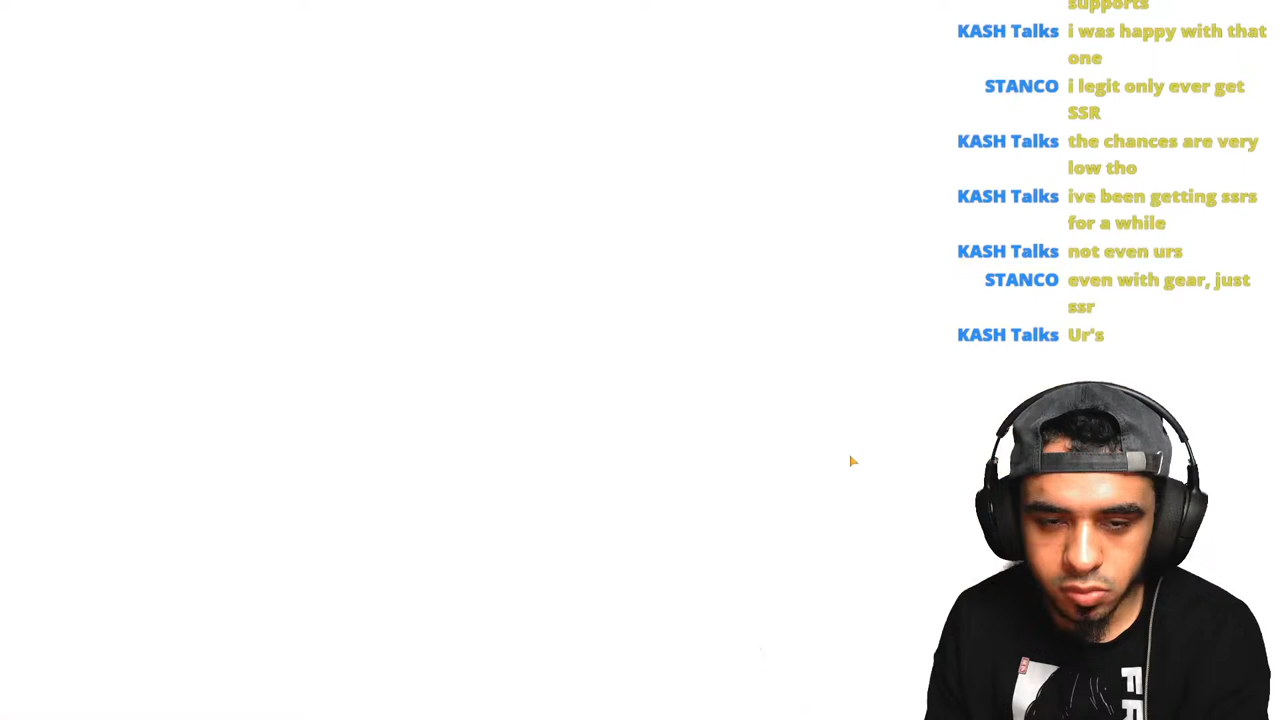 supports
KASH Talks i was happy with that
one
STANCO i legit only ever get
SSR
KASH Talks the chances are very
low tho
KASH Talks ive been getting ssrs
for a while
KASH Talks not even urs
STANCO even with gear, just
ssr
KASH Talks Ur's